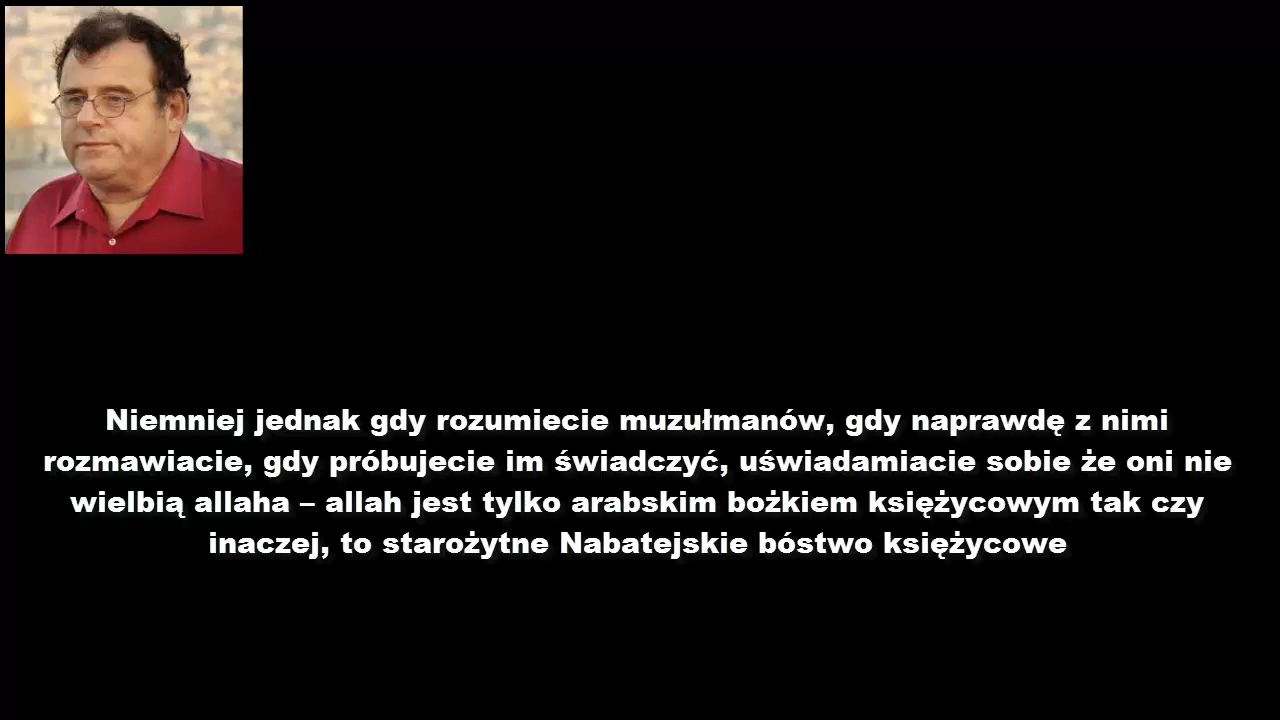 Niemniej jednak gdy rozumiecie muzułmanów, gdy naprawdę z nimi
rozmawiacie, gdy próbujecie im świadczyć, uświadamiacie sobie że oni nie
wielbią allaha – allah jest tylko arabskim bożkiem księżycowym tak czy
inaczej, to starożytne Nabatejskie bóstwo księżycowe